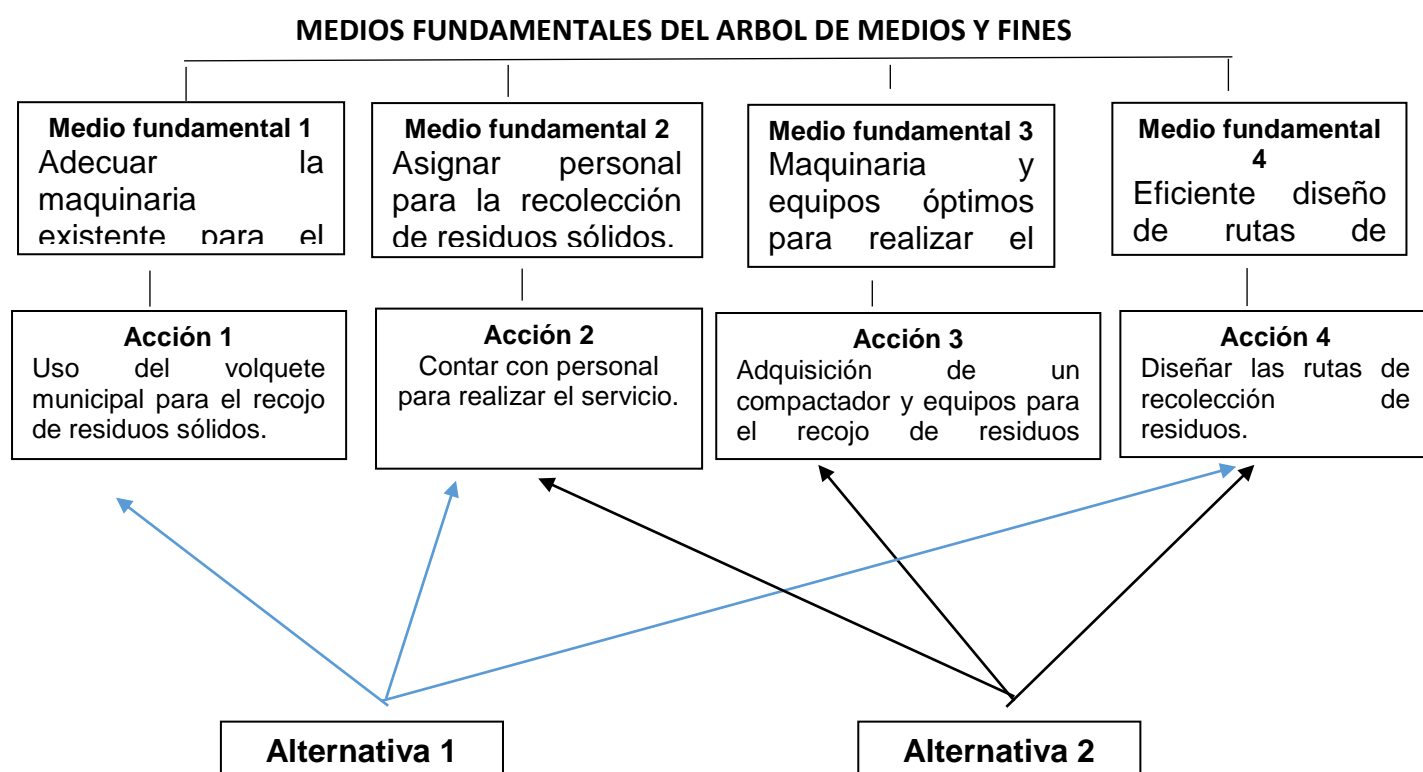 MEDIOS FUNDAMENTALES DEL ARBOL DE MEDIOS Y FINES
Medio fundamental 1
Adecuar la
maquinaria
existente para el
Medio fundamental 2
Asignar personal
para la recolección
de residuos sólidos.
Medio fundamental 3
Maquinaria y
equipos óptimos
para realizar el
Medio fundamental
4
Eficiente diseño
de rutas de
Acción 1
Uso del volquete
municipal para el recojo
de residuos sólidos.
Acción 2
Contar con personal
para realizar el servicio.
Acción 3
Adquisición de un
compactador y equipos para
el recojo de residuos
Acción 4
Diseñar las rutas de
recolección de
residuos.
Alternativa 1
Alternativa 2